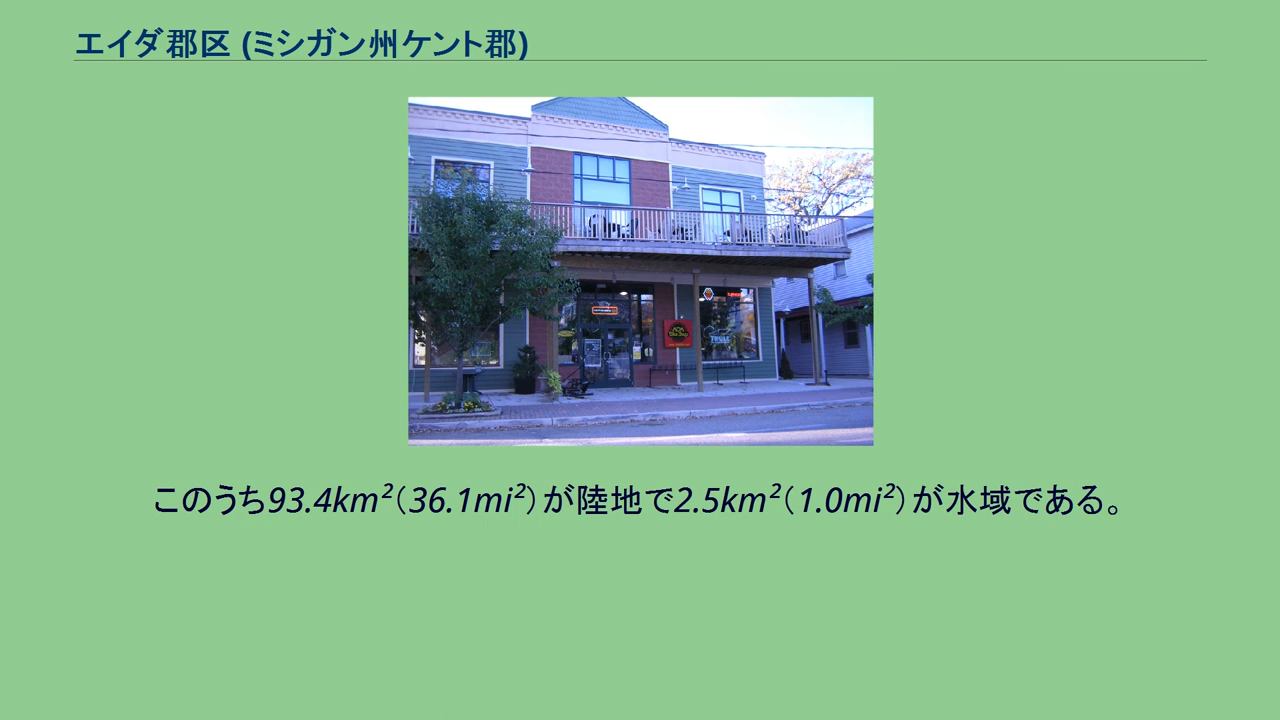 エイダ郡区 (ミシガン州ケント郡)
このうち93.4km²（36.1mi²）が陸地で2.5km²（1.0mi²）が水域である。